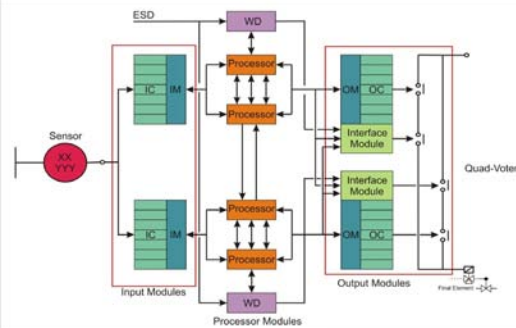 ESD
WD
Processor
IC
IM
OM
OC
Processor
Interface
Module
Sensor
XX
YYY
Quad-Voter
Interface
Module
Processor
IC
IM
OM
OC
Processor
Input Modules
WD
Output Modules
Final Element
Processor Modules